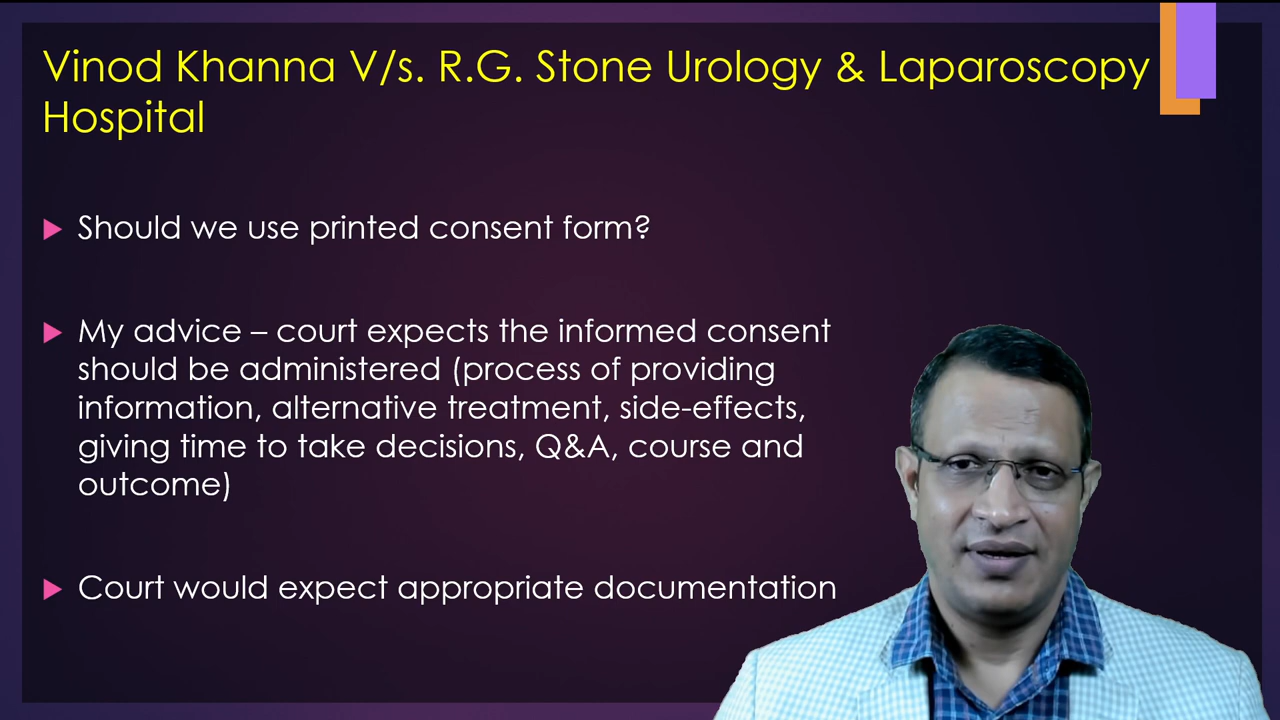 Vinod Khanna V/s. R.G. Stone Urology & Laparoscopy
Hospital
Should we use printed consent form?
My advice – court expects the informed consent
should be administered (process of providing
information, alternative treatment, side-effects,
giving time to take decisions, Q&A, course and
outcome)
Court would expect appropriate documentation